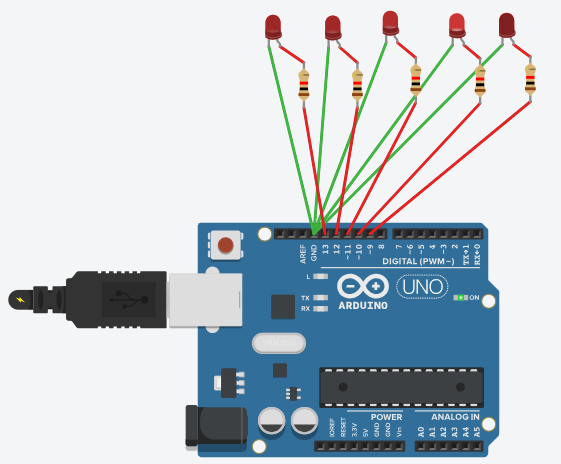 AREF
GND
13
12
~11
~10
~9
8
7
~6
~5
4
~3
2
TX→1
RX←0
DIGITAL (PWM~)
L
TX
RX
ARDUINO
UNO
ON
POWER
ANALOG IN
IOREF
RESET
3.3V
5V
GND
GND
Vin
A0
A1
A2
A3
A4
A5